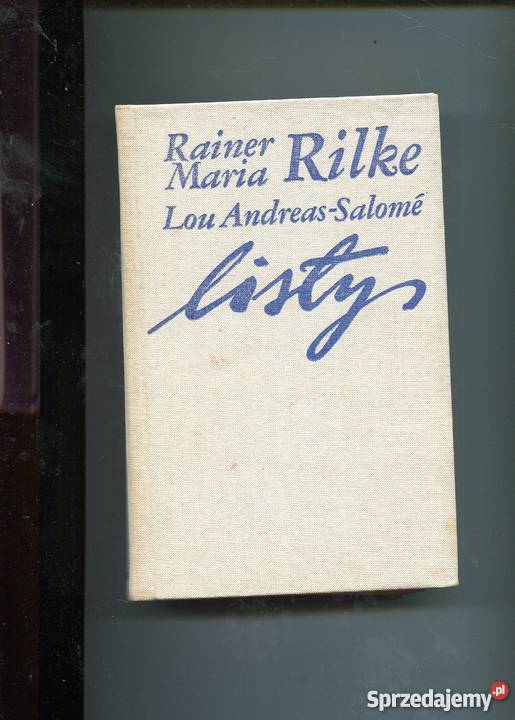 Rainer
Maria Rilke
Lou Andreas-Salomé
listy
Sprzedajemy.pl